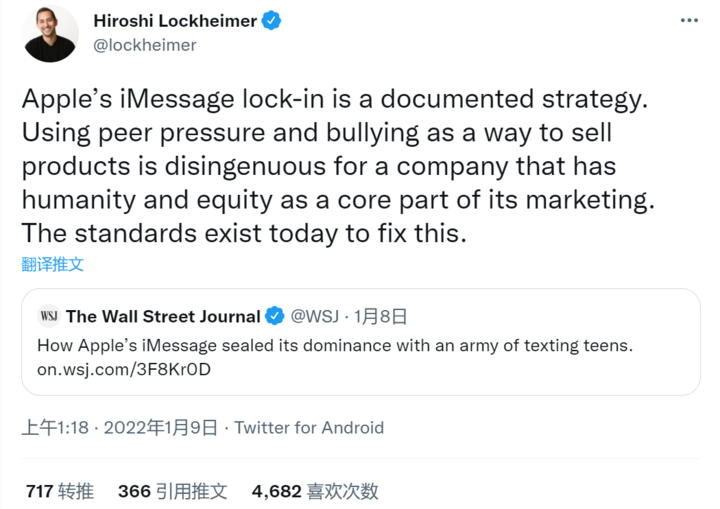 Hiroshi Lockheimer
@lockheimer
Apple’s iMessage lock-in is a documented strategy.
Using peer pressure and bullying as a way to sell
products is disingenuous for a company that has
humanity and equity as a core part of its marketing.
The standards exist today to fix this.
翻译推文
WSJ The Wall Street Journal @WSJ · 1月8日
How Apple’s iMessage sealed its dominance with an army of texting teens.
on.wsj.com/3F8Kr0D
上午1:18 · 2022年1月9日 · Twitter for Android
717 转推 366 引用推文 4,682 喜欢次数